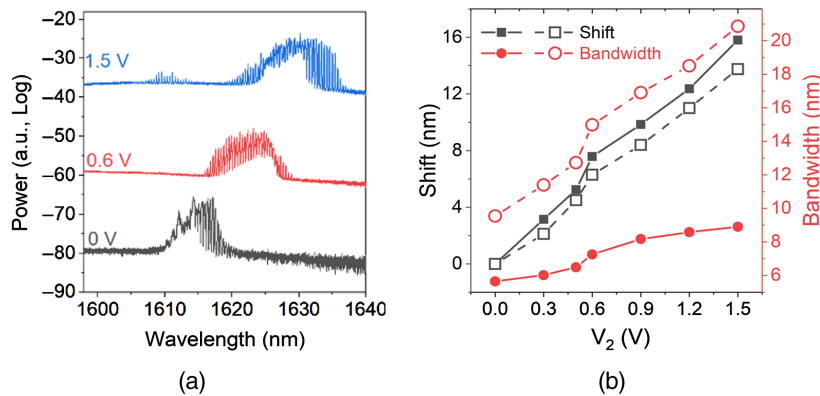 Power (a.u., Log)
−20
−30
−40
−50
−60
−70
−80
−90
1.5 V
0.6 V
0 V
1600 1610 1620 1630 1640
Wavelength (nm)
(a)
Shift (nm)
16
12
8
4
0
Shift
Bandwidth
20
18
16
14
12
10
8
6
Bandwidth (nm)
0.0 0.3 0.6 0.9 1.2 1.5
V₂ (V)
(b)